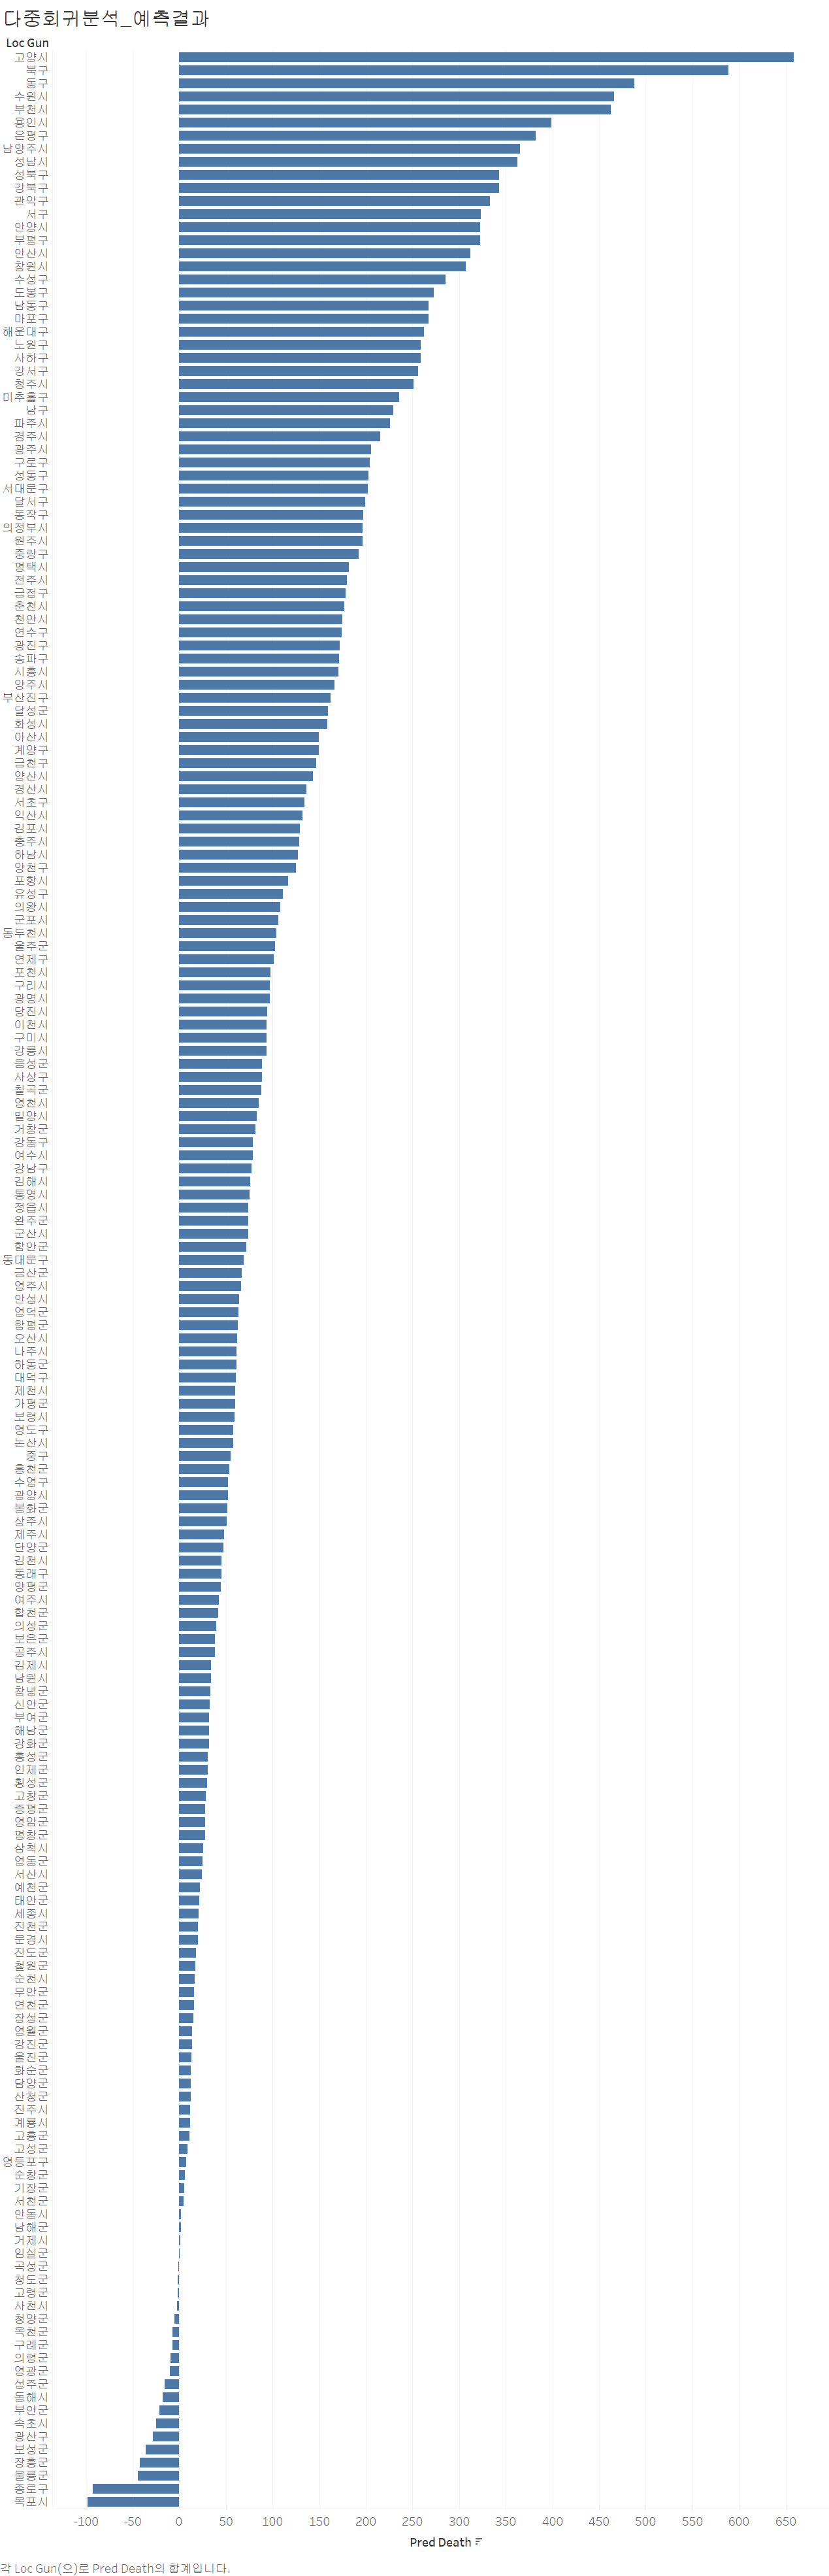 다중회귀분석_예측결과
Loc Gun
고양시
북구
동구
수원시
부천시
용인시
은평구
남양주시
성남시
성북구
강북구
관악구
서구
안양시
부평구
안산시
창원시
수성구
도봉구
남동구
마포구
해운대구
노원구
사하구
강서구
청주시
미추홀구
남구
파주시
경주시
광주시
구로구
성동구
서대문구
달서구
동작구
의정부시
원주시
중랑구
평택시
전주시
금정구
춘천시
천안시
연수구
광진구
송파구
시흥시
양주시
부산진구
달성군
화성시
아산시
계양구
금천구
양산시
경산시
서초구
익산시
김포시
충주시
하남시
양천구
포항시
유성구
의왕시
군포시
동두천시
울주군
연제구
포천시
구리시
광명시
당진시
이천시
구미시
강릉시
음성군
사상구
칠곡군
영천시
밀양시
거창군
강동구
여수시
강남구
김해시
통영시
정읍시
완주군
군산시
함안군
동대문구
금산군
영주시
안성시
영덕군
함평군
오산시
나주시
하동군
대덕구
제천시
가평군
보령시
영도구
논산시
중구
홍천군
수영구
광양시
봉화군
상주시
제주시
단양군
김천시
동래구
양평군
여주시
합천군
의성군
보은군
공주시
김제시
남원시
창녕군
신안군
부여군
해남군
강화군
홍성군
인제군
횡성군
고창군
증평군
영암군
평창군
삼척시
영동군
서산시
예천군
태안군
세종시
진천군
문경시
진도군
철원군
순천시
무안군
연천군
장성군
영월군
강진군
울진군
화순군
담양군
산청군
진주시
계룡시
고흥군
고성군
영등포구
순창군
기장군
서천군
안동시
남해군
거제시
임실군
곡성군
청도군
고령군
사천시
청양군
옥천군
구례군
의령군
영광군
성주군
동해시
부안군
속초시
광산구
보성군
장흥군
울릉군
종로구
목포시
-100 -50 0 50 100 150 200 250 300 350 400 450 500 550 600 650
Pred Death
각 Loc Gun(으)로 Pred Death의 합계입니다.